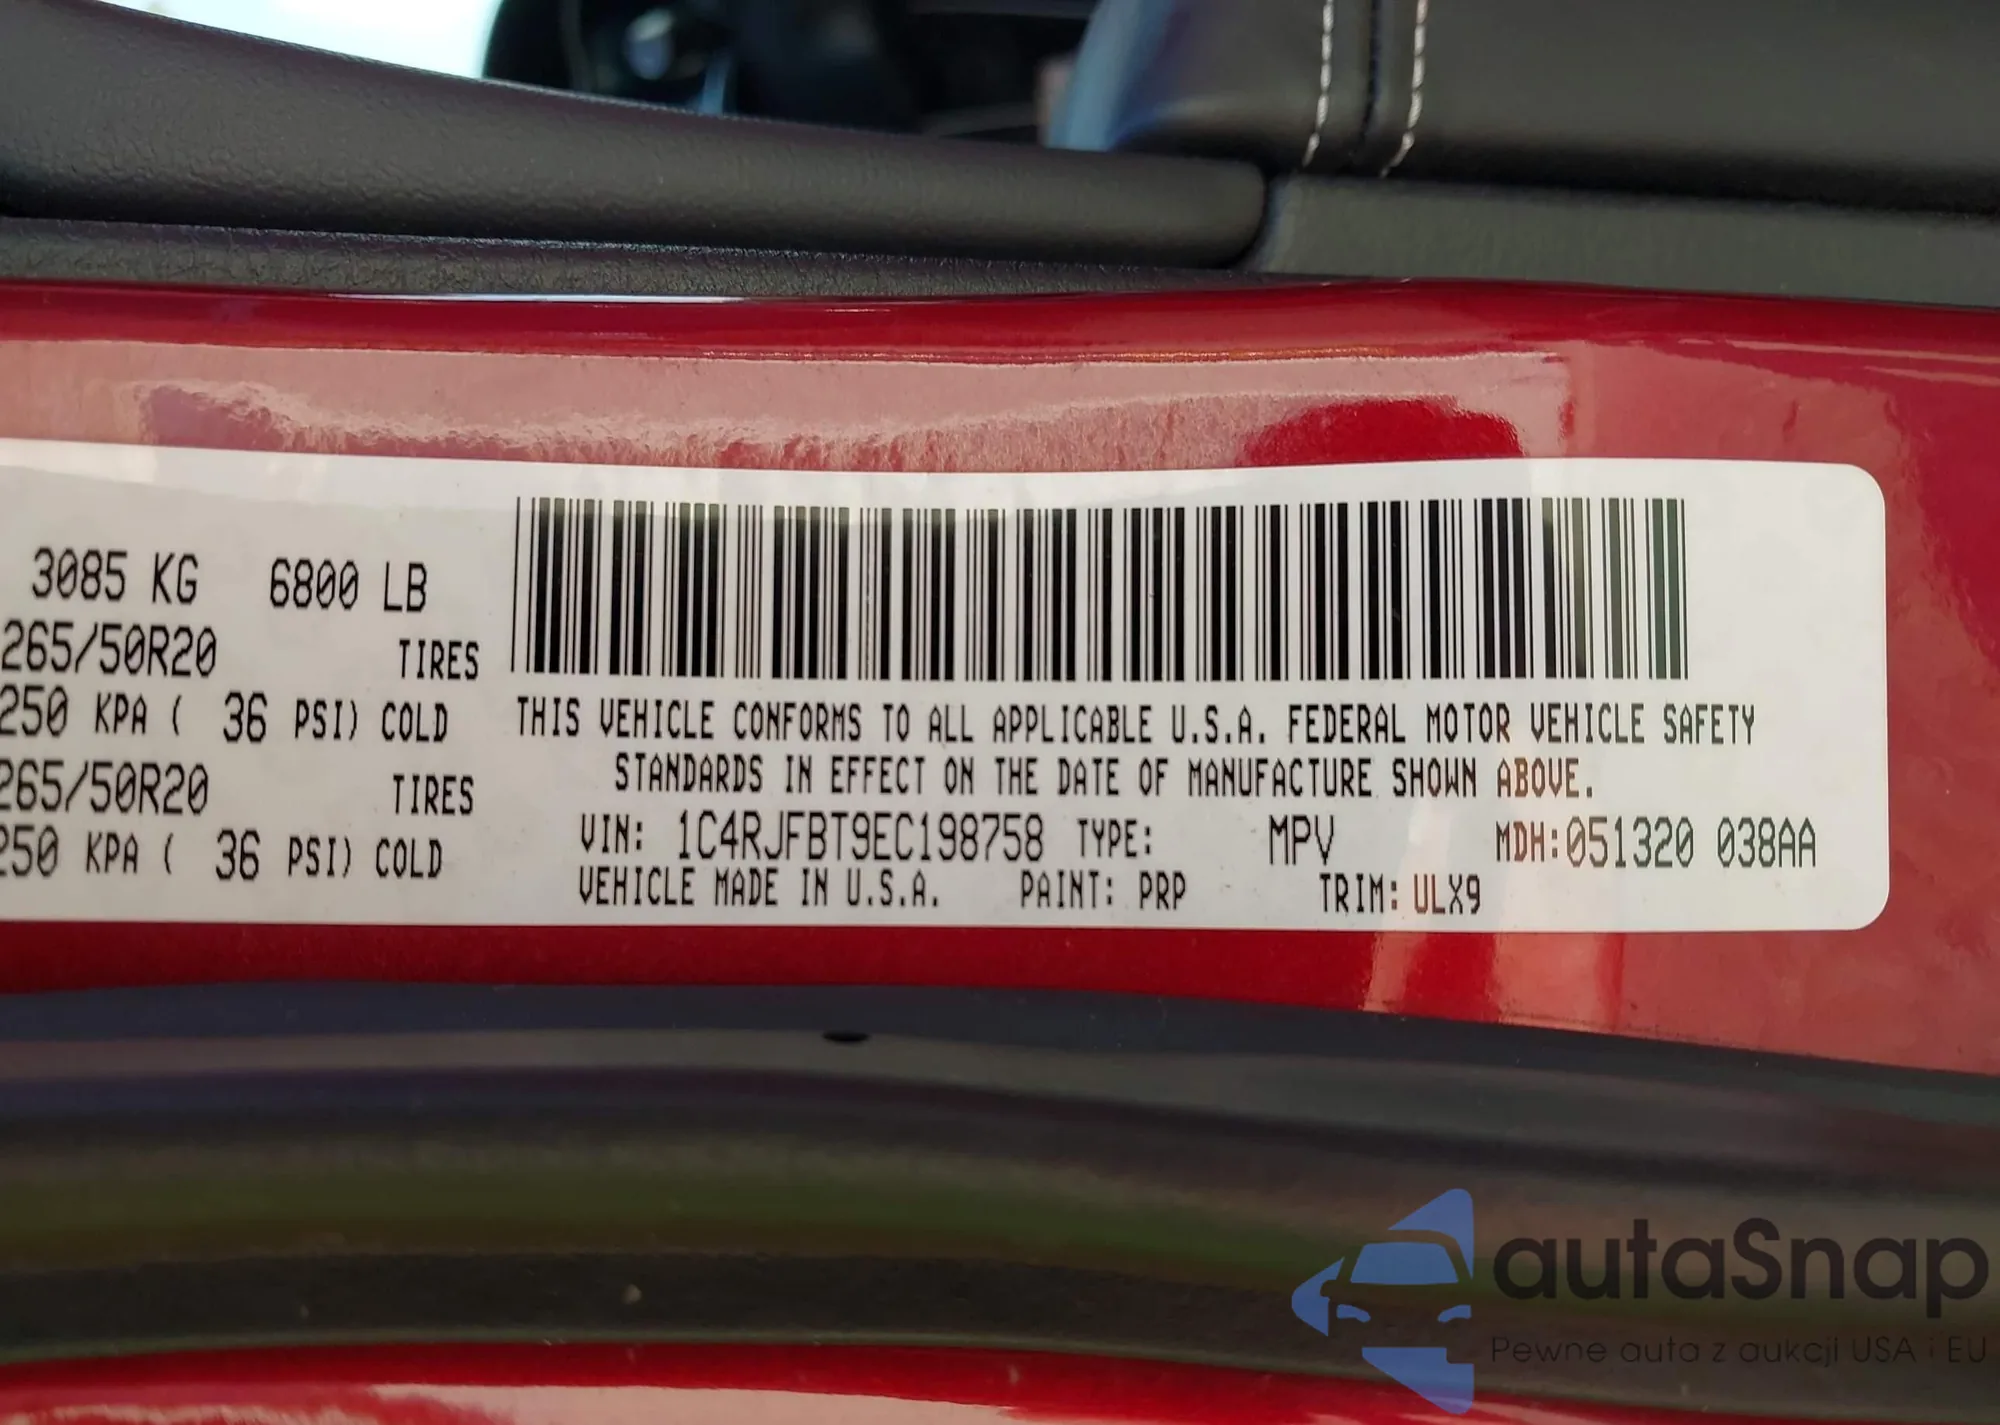 3085 KG 6800 LB
265/50R20 TIRES
250 KPA ( 36 PSI) COLD
265/50R20 TIRES
250 KPA ( 36 PSI) COLD
THIS VEHICLE CONFORMS TO ALL APPLICABLE U.S.A. FEDERAL MOTOR VEHICLE SAFETY
STANDARDS IN EFFECT ON THE DATE OF MANUFACTURE SHOWN ABOVE.
VIN: 1C4RJFBT9EC198758 TYPE: MPV MDH:051320 038AA
VEHICLE MADE IN U.S.A. PAINT: PRP TRIM: ULX9
autaSnap
Pewne auta z aukcji USA i EU